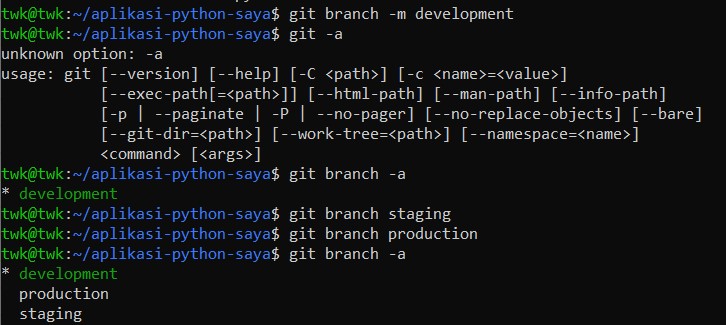 twk@twk:~/aplikasi-python-saya$ git branch -m development
twk@twk:~/aplikasi-python-saya$ git -a
unknown option: -a
usage: git [--version] [--help] [-C <path>] [-c <name>=<value>]
           [--exec-path[=<path>]] [--html-path] [--man-path] [--info-path]
           [-p | --paginate | -P | --no-pager] [--no-replace-objects] [--bare]
           [--git-dir=<path>] [--work-tree=<path>] [--namespace=<name>]
           <command> [<args>]
twk@twk:~/aplikasi-python-saya$ git branch -a
* development
twk@twk:~/aplikasi-python-saya$ git branch staging
twk@twk:~/aplikasi-python-saya$ git branch production
twk@twk:~/aplikasi-python-saya$ git branch -a
* development
  production
  staging